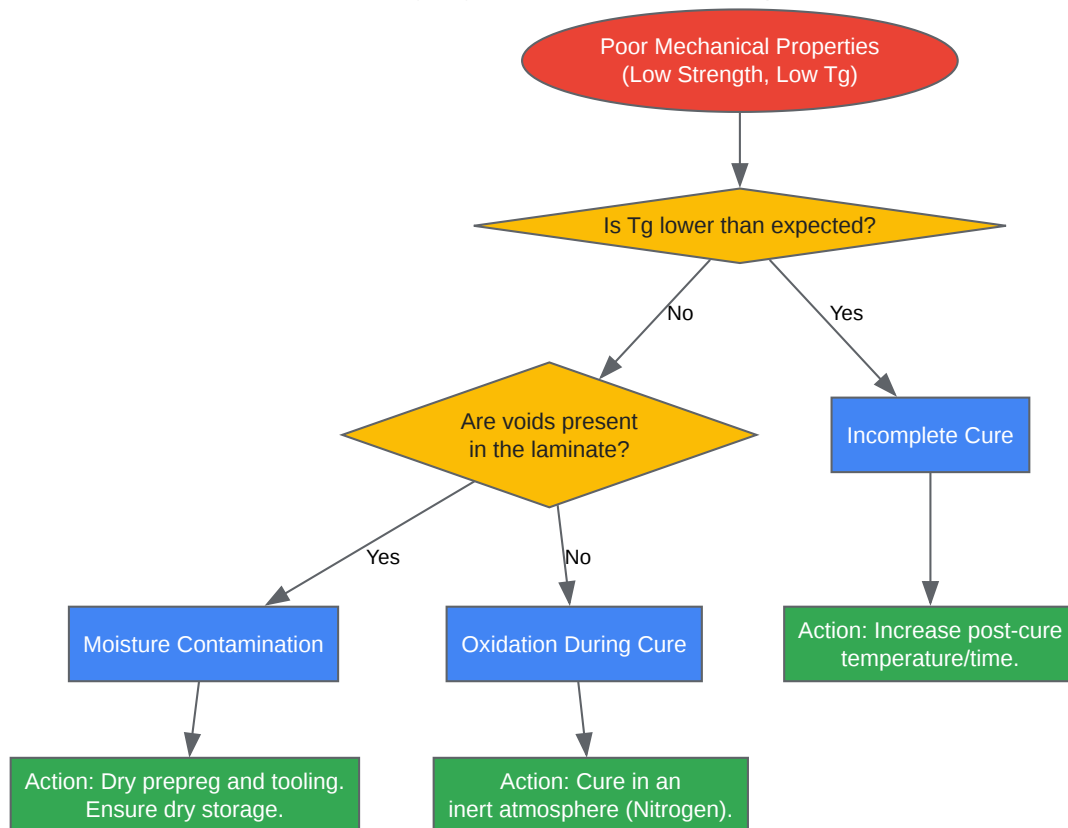 Poor Mechanical Properties
(Low Strength, Low Tg)
Is Tg lower than expected?
No
Yes
Are voids present
in the laminate?
Incomplete Cure
Yes
No
Moisture Contamination
Oxidation During Cure
Action: Increase post-cure
temperature/time.
Action: Dry prepreg and tooling.
Ensure dry storage.
Action: Cure in an
inert atmosphere (Nitrogen).